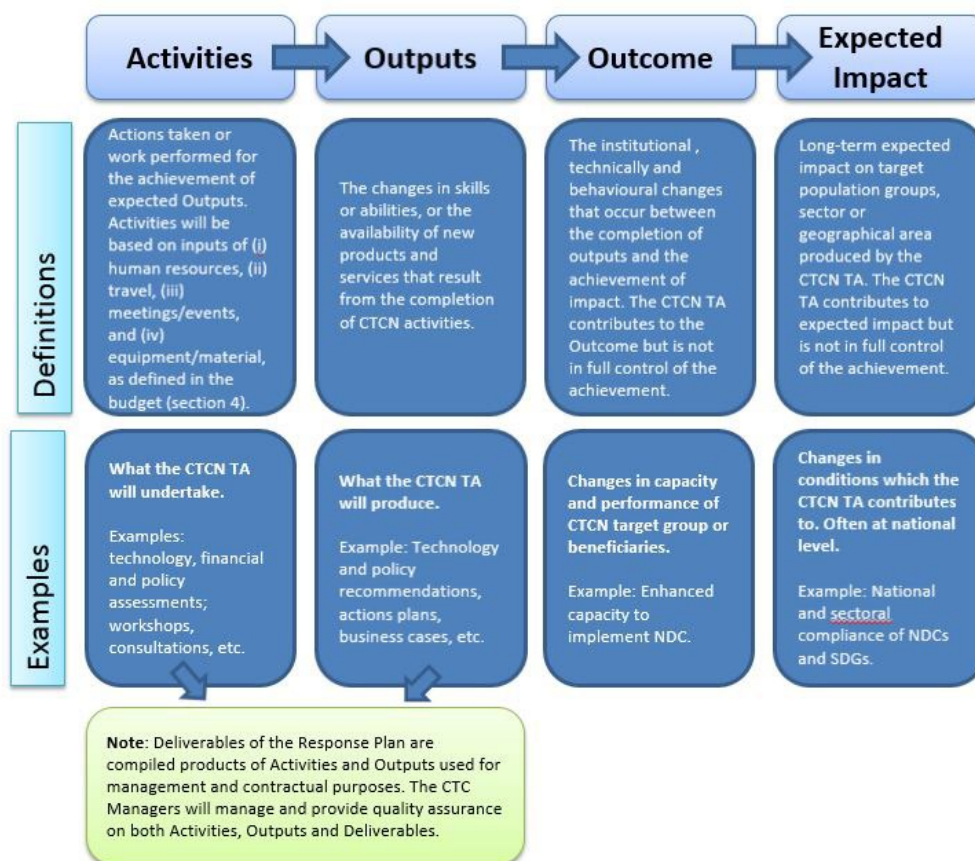 Activities
Outputs
Outcome
Expected
Impact
Definitions
Actions taken or
work performed for
the achievement of
expected Outputs.
Activities will be
based on inputs of (i)
human resources, (ii)
travel, (iii)
meetings/events,
and (iv)
equipment/material,
as defined in the
budget (section 4).
The changes in skills
or abilities, or the
availability of new
products and
services that result
from the completion
of CTCN activities.
The institutional ,
technically and
behavioural changes
that occur between
the completion of
outputs and the
achievement of
impact. The CTCN TA
contributes to the
Outcome but is not
in full control of the
achievement.
Long-term expected
impact on target
population groups,
sector or
geographical area
produced by the
CTCN TA. The CTCN
TA contributes to
expected impact but
is not in full control
of the achievement.
Examples
What the CTCN TA
will undertake.
Examples:
technology, financial
and policy
assessments;
workshops,
consultations, etc.
What the CTCN TA
will produce.
Example: Technology
and policy
recommendations,
actions plans,
business cases, etc.
Changes in capacity
and performance of
CTCN target group or
beneficiaries.
Example: Enhanced
capacity to
implement NDC.
Changes in
conditions which the
CTCN TA contributes
to. Often at national
level.
Example: National
and sectoral
compliance of NDCs
and SDGs.
Note: Deliverables of the Response Plan are
compiled products of Activities and Outputs used for
management and contractual purposes. The CTC
Managers will manage and provide quality assurance
on both Activities, Outputs and Deliverables.